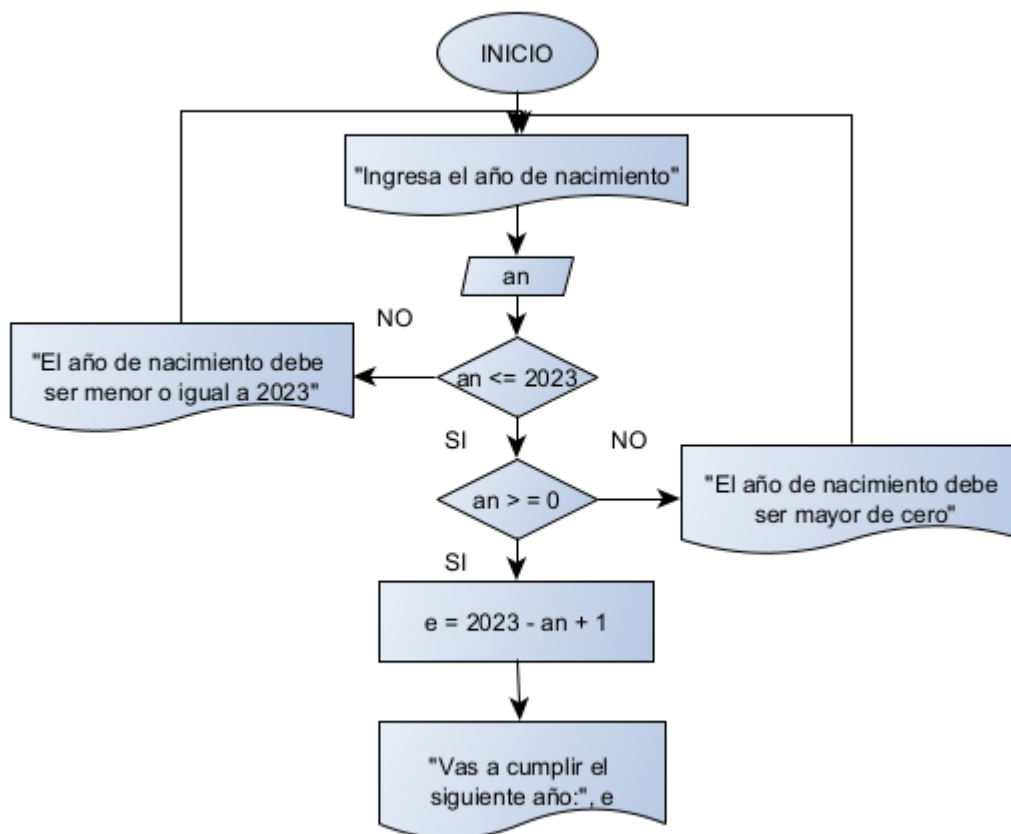 INICIO
"Ingresa el año de nacimiento"
an
NO
"El año de nacimiento debe
ser menor o igual a 2023"
an <= 2023
SI
NO
an > = 0
"El año de nacimiento debe
ser mayor de cero"
SI
e = 2023 - an + 1
"Vas a cumplir el
siguiente año:", e